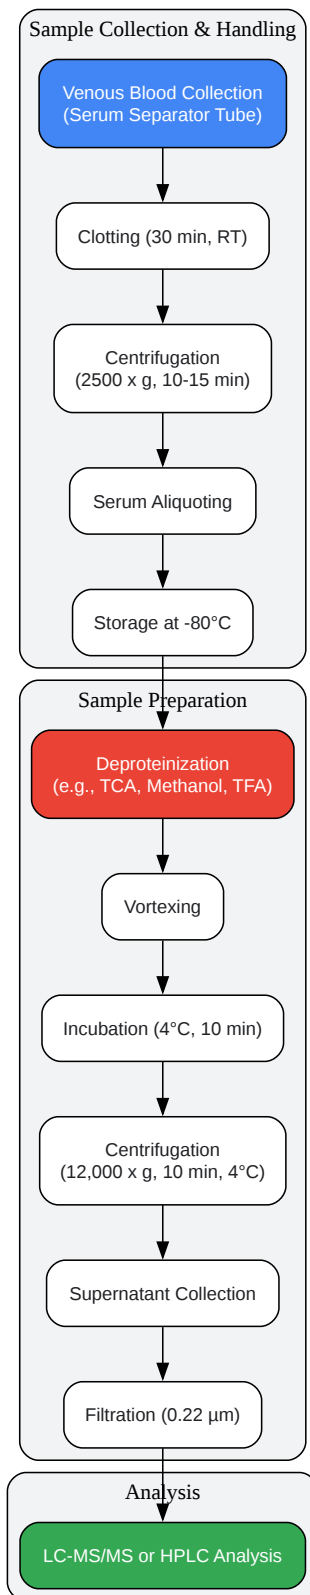 Sample Collection & Handling
Venous Blood Collection
(Serum Separator Tube)
Clotting (30 min, RT)
Centrifugation
(2500 x g, 10-15 min)
Serum Aliquoting
Storage at -80°C
Sample Preparation
Deproteinization
(e.g., TCA, Methanol, TFA)
Vortexing
Incubation (4°C, 10 min)
Centrifugation
(12,000 x g, 10 min, 4°C)
Supernatant Collection
Filtration (0.22 µm)
Analysis
LC-MS/MS or HPLC Analysis